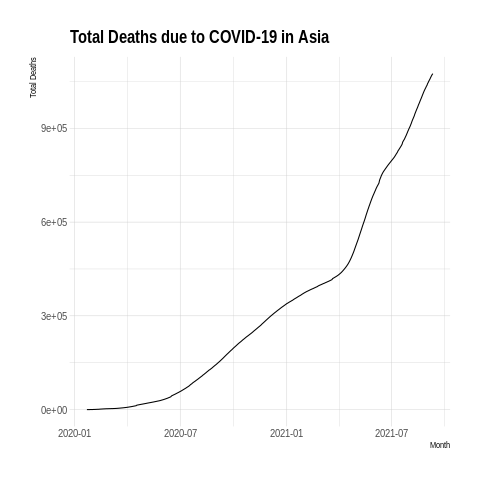 Total Deaths due to COVID-19 in Asia
Total Deaths
9e+05
6e+05
3e+05
0e+00
2020-01 2020-07 2021-01 2021-07
Month